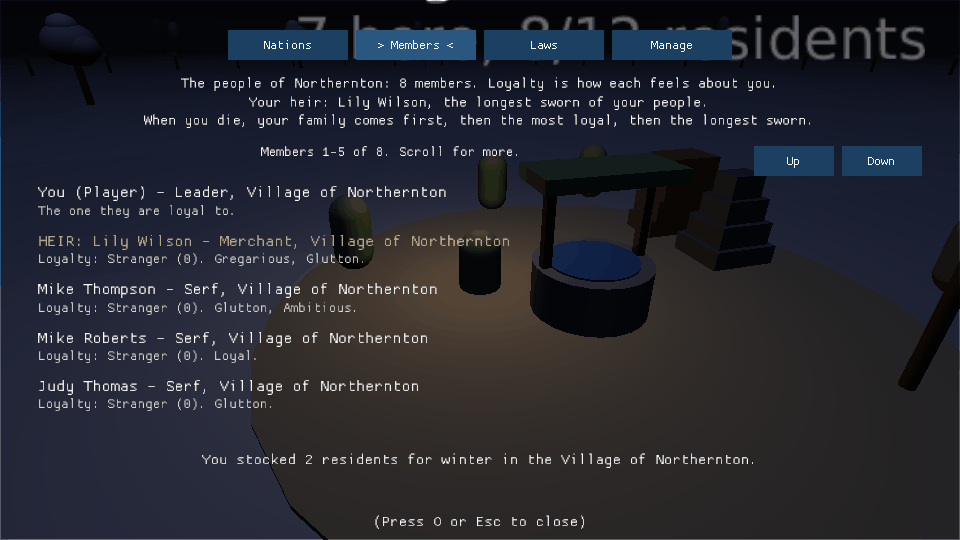 7 here, 8/12 residents
Nations
> Members <
Laws
Manage
The people of Northernton: 8 members. Loyalty is how each feels about you.
Your heir: Lily Wilson, the longest sworn of your people.
When you die, your family comes first, then the most loyal, then the longest sworn.
Members 1-5 of 8. Scroll for more.
Up
Down
You (Player) - Leader, Village of Northernton
The one they are loyal to.
HEIR: Lily Wilson - Merchant, Village of Northernton
Loyalty: Stranger (0). Gregarious, Glutton.
Mike Thompson - Serf, Village of Northernton
Loyalty: Stranger (0). Glutton, Ambitious.
Mike Roberts - Serf, Village of Northernton
Loyalty: Stranger (0). Loyal.
Judy Thomas - Serf, Village of Northernton
Loyalty: Stranger (0). Glutton.
You stocked 2 residents for winter in the Village of Northernton.
(Press O or Esc to close)